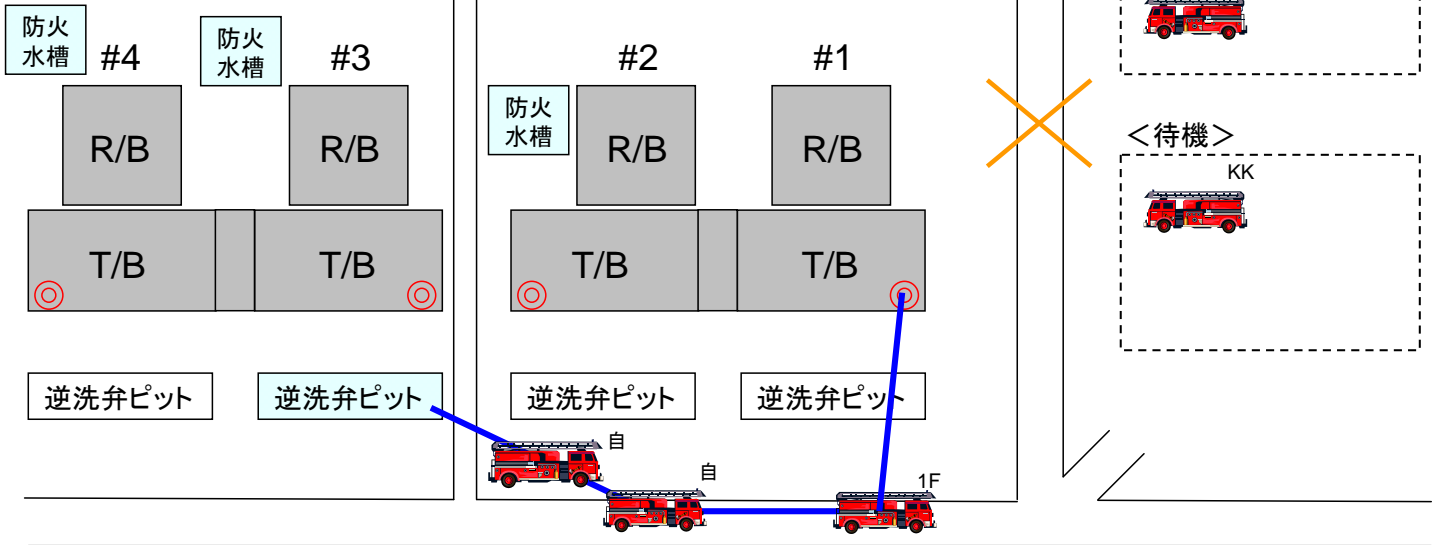 防火
水槽
#4
防火
水槽
#3
#2
#1
防火
水槽
R/B
R/B
R/B
R/B
<待機>
KK
T/B
T/B
T/B
T/B
逆洗弁ピット
逆洗弁ピット
逆洗弁ピット
逆洗弁ピット
自
自
1F